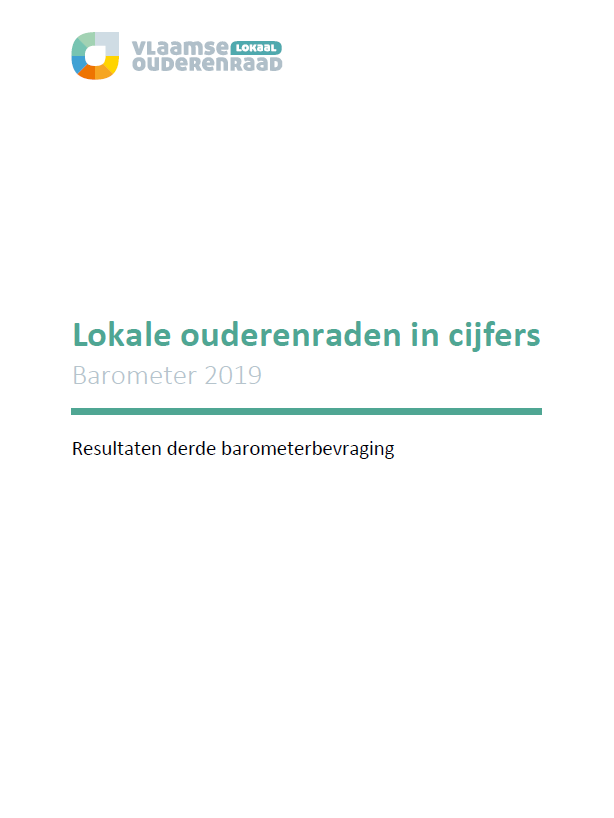 VLAAMSE LOKAAL
OUDERENRAAD
Lokale ouderenraden in cijfers
Barometer 2019
Resultaten derde barometerbevraging